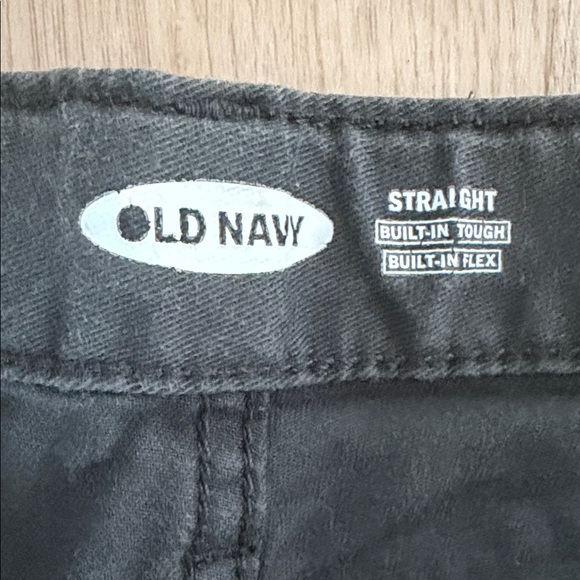 OLD NAVY
STRAIGHT
BUILT-IN TOUGH
BUILT-IN FLEX